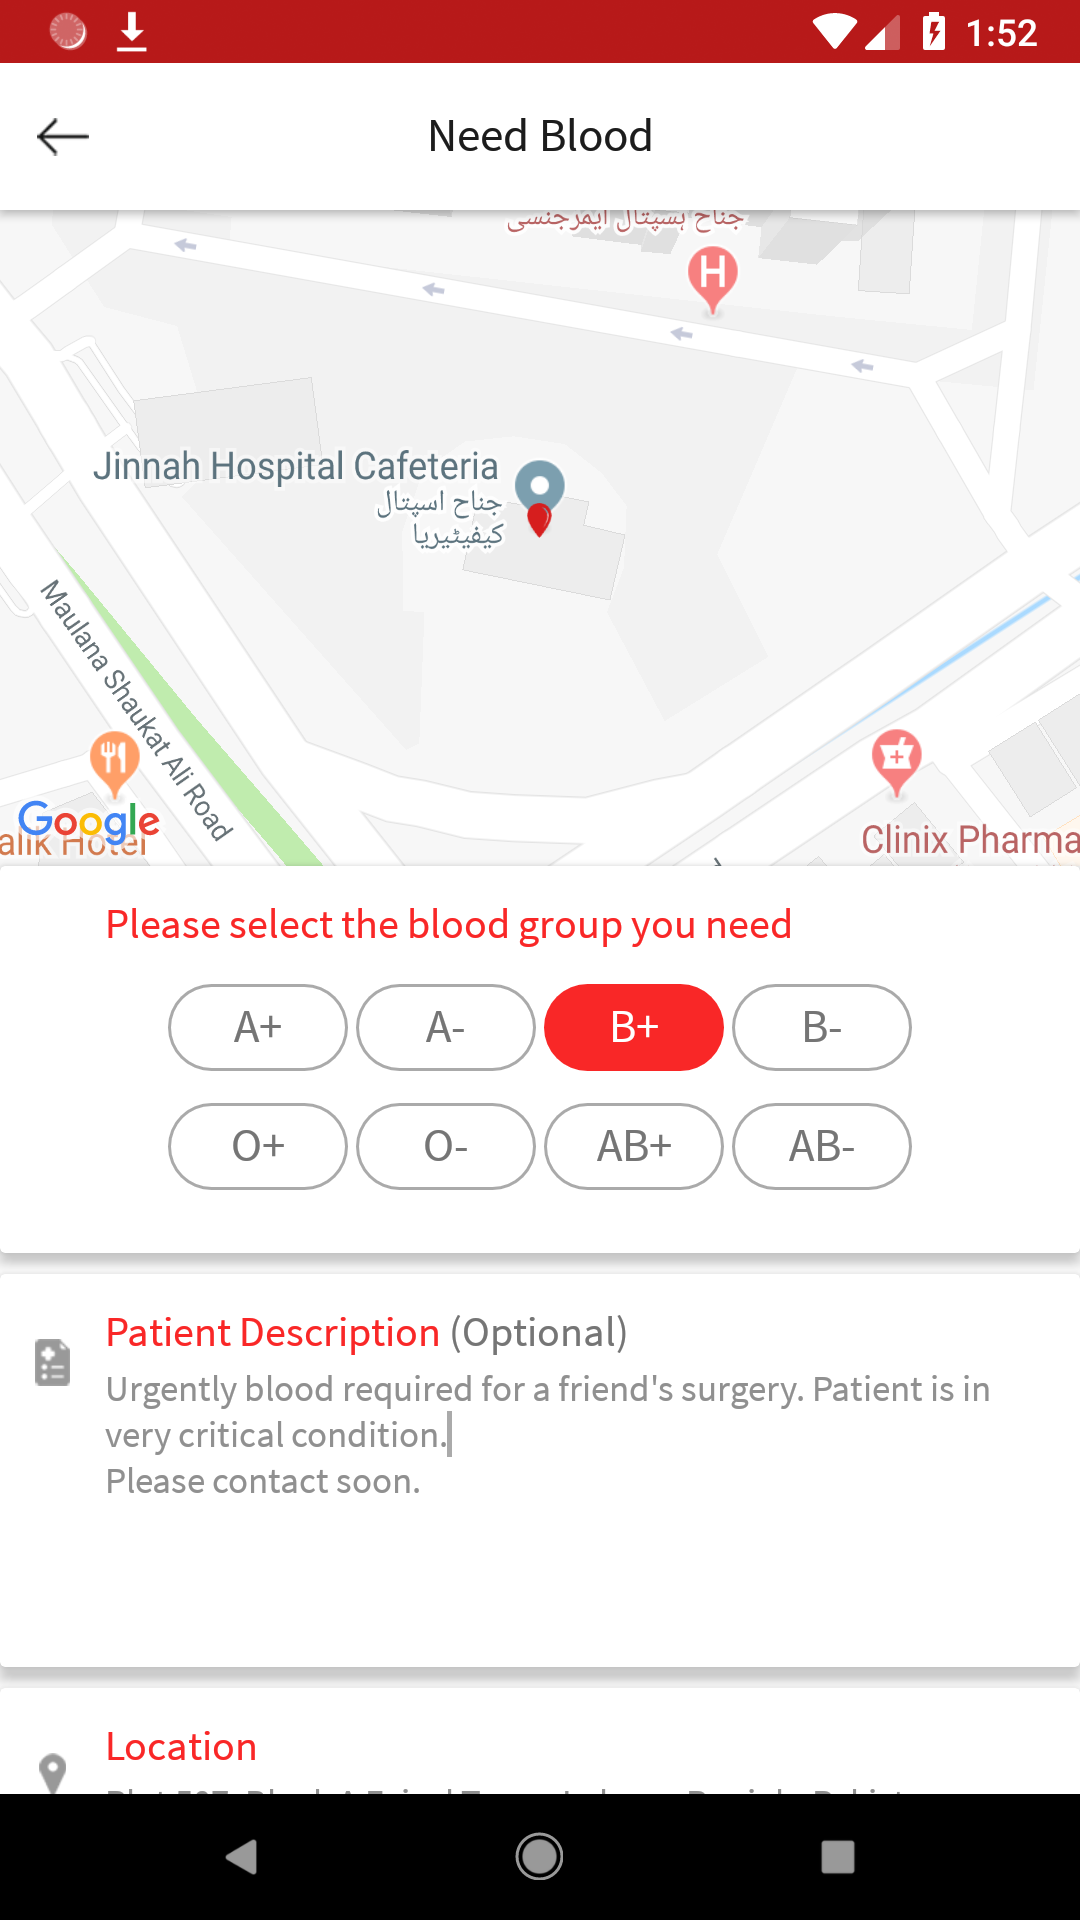 1:52
Need Blood
جناح ہسپتال ایمرجنسی
H
Jinnah Hospital Cafeteria
جناح اسپتال
کیفیٹیریا
Maulana Shaukat Ali Road
Google
alik Hotel
Clinix Pharma
Please select the blood group you need
A+ A- B+ B-
O+ O- AB+ AB-
Patient Description (Optional)
Urgently blood required for a friend's surgery. Patient is in
very critical condition.
Please contact soon.
Location